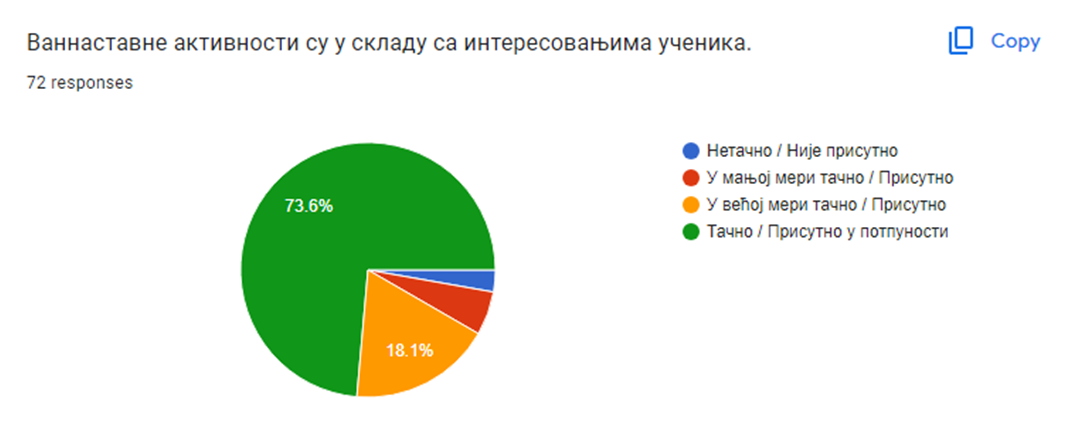 Ваннаставне активности су у складу са интересовањима ученика.
Copy
72 responses
Нетачно / Није присутно
У мањој мери тачно / Присутно
У већој мери тачно / Присутно
Тачно / Присутно у потпуности
73.6%
18.1%